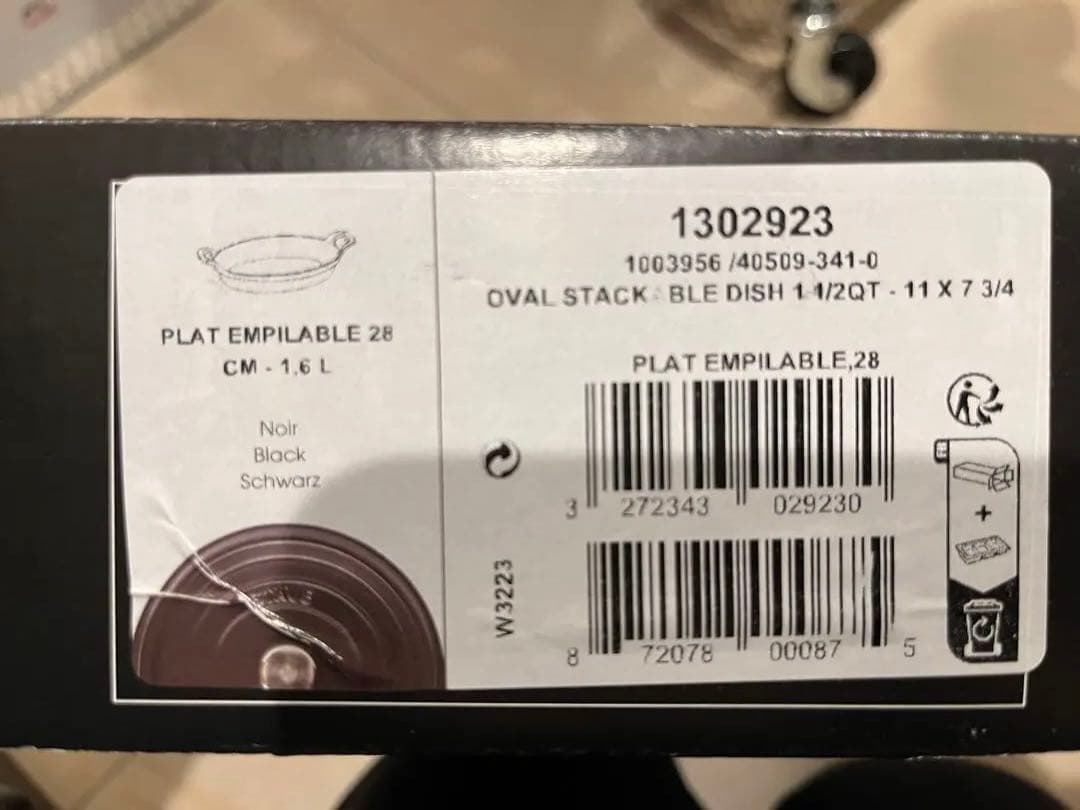 PLAT EMPILABLE 28
CM - 1,6 L
Noir
Black
Schwarz
1302923
1003956 /40509-341-0
OVAL STACK BLE DISH 1 1/2QT - 11 X 7 3/4
PLAT EMPILABLE,28
3 272343 029230
W3223
8 72078 00087 5
+